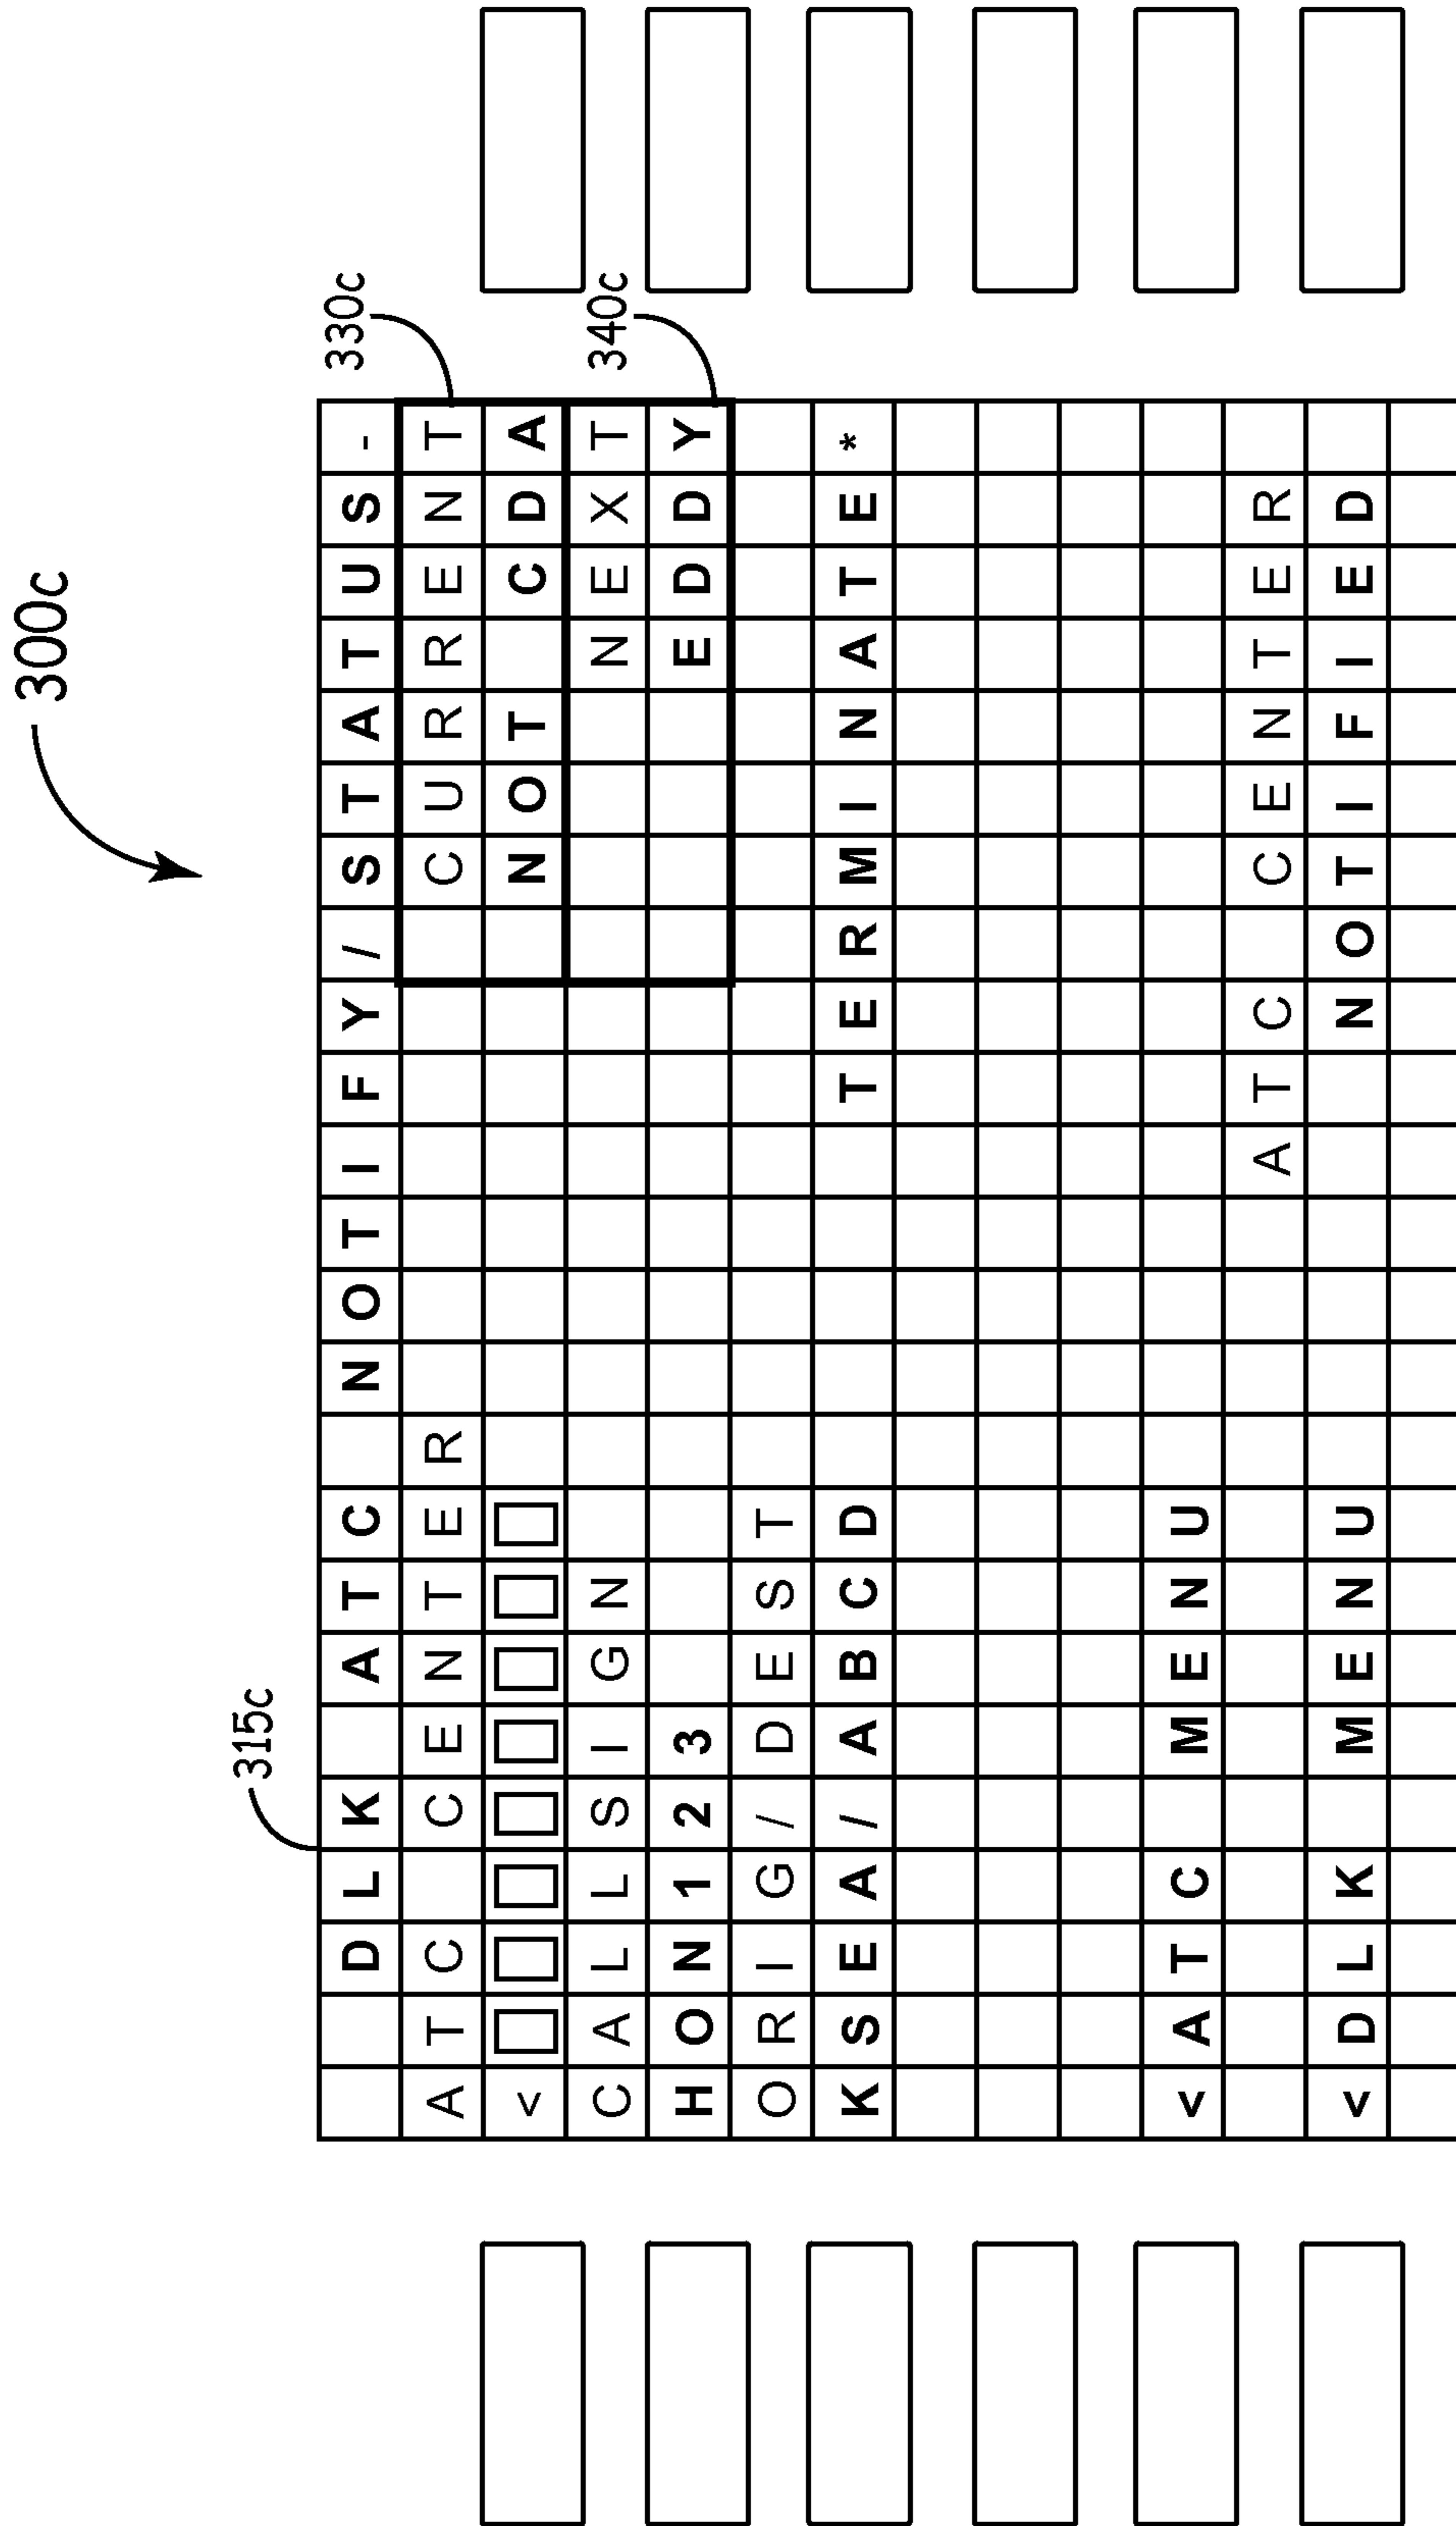 300c
315c
DLK ATC NOTIFY/STATUS-
ATC CENTER CURRENT
330c
<□□□□□□□□ NOT CDA
CALLSIGN NEXT
340c
HON123 EDDY
ORIG/DEST
KSEA/ABCD TERMINATE*
<ATC MENU
ATC CENTER
<DLK MENU NOTIFIED